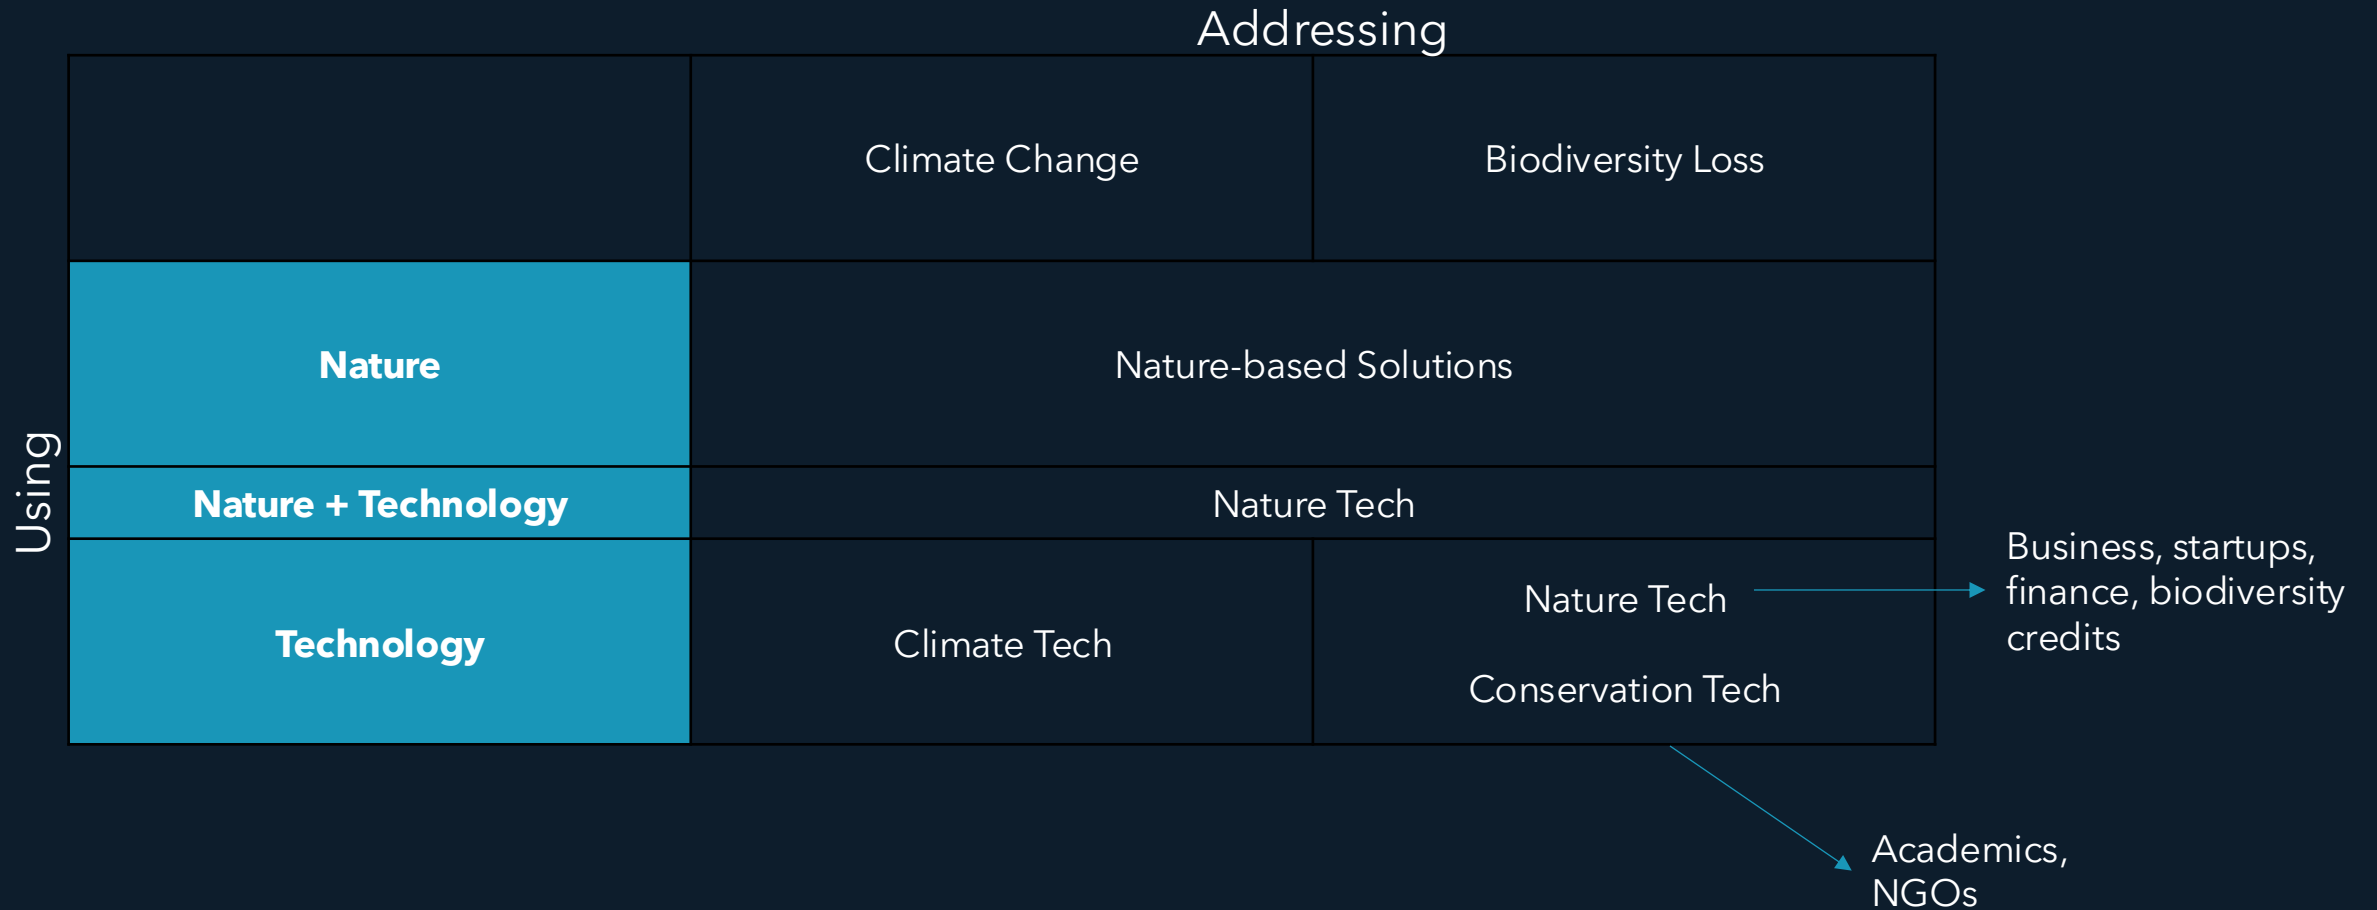 Addressing
Climate Change
Biodiversity Loss
Using
Nature
Nature-based Solutions
Nature + Technology
Nature Tech
Technology
Climate Tech
Nature Tech
Conservation Tech
Business, startups,
finance, biodiversity
credits
Academics,
NGOs